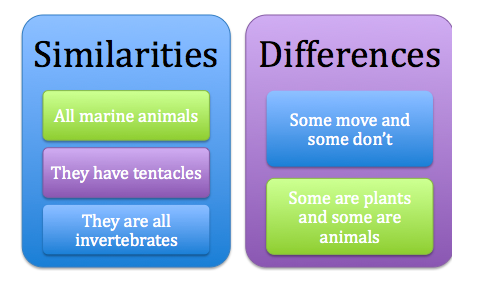 Similarities
All marine animals
They have tentacles
They are all
invertebrates
Differences
Some move and
some don't
Some are plants
and some are
animals